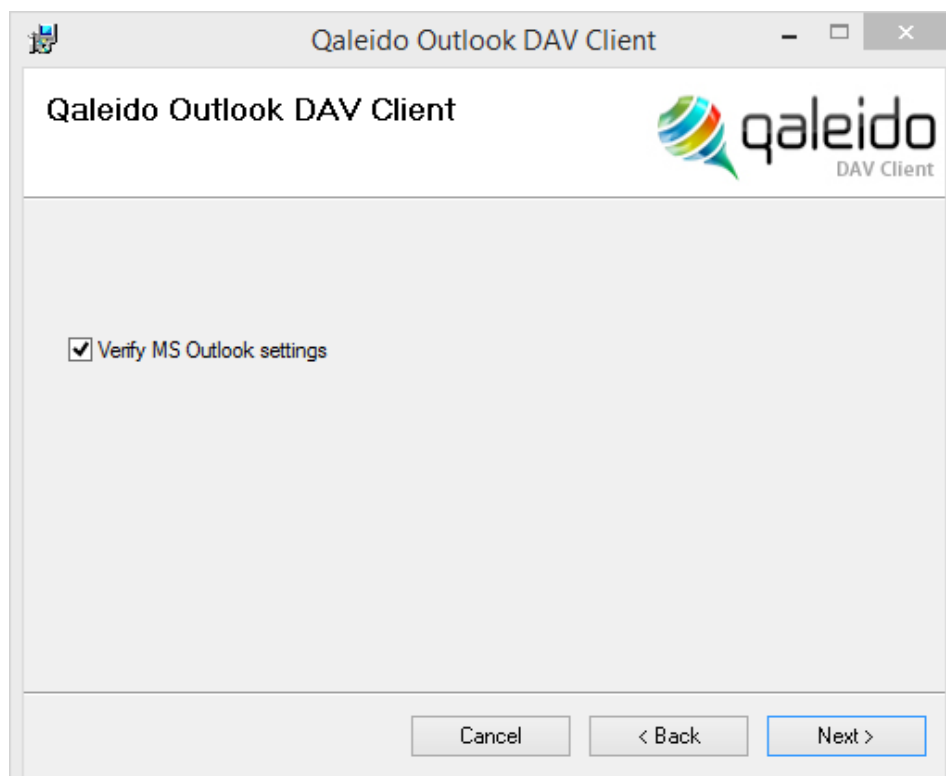 Qaleido Outlook DAV Client
Qaleido Outlook DAV Client
qaleido
DAV Client
Verify MS Outlook settings
Cancel
< Back
Next >